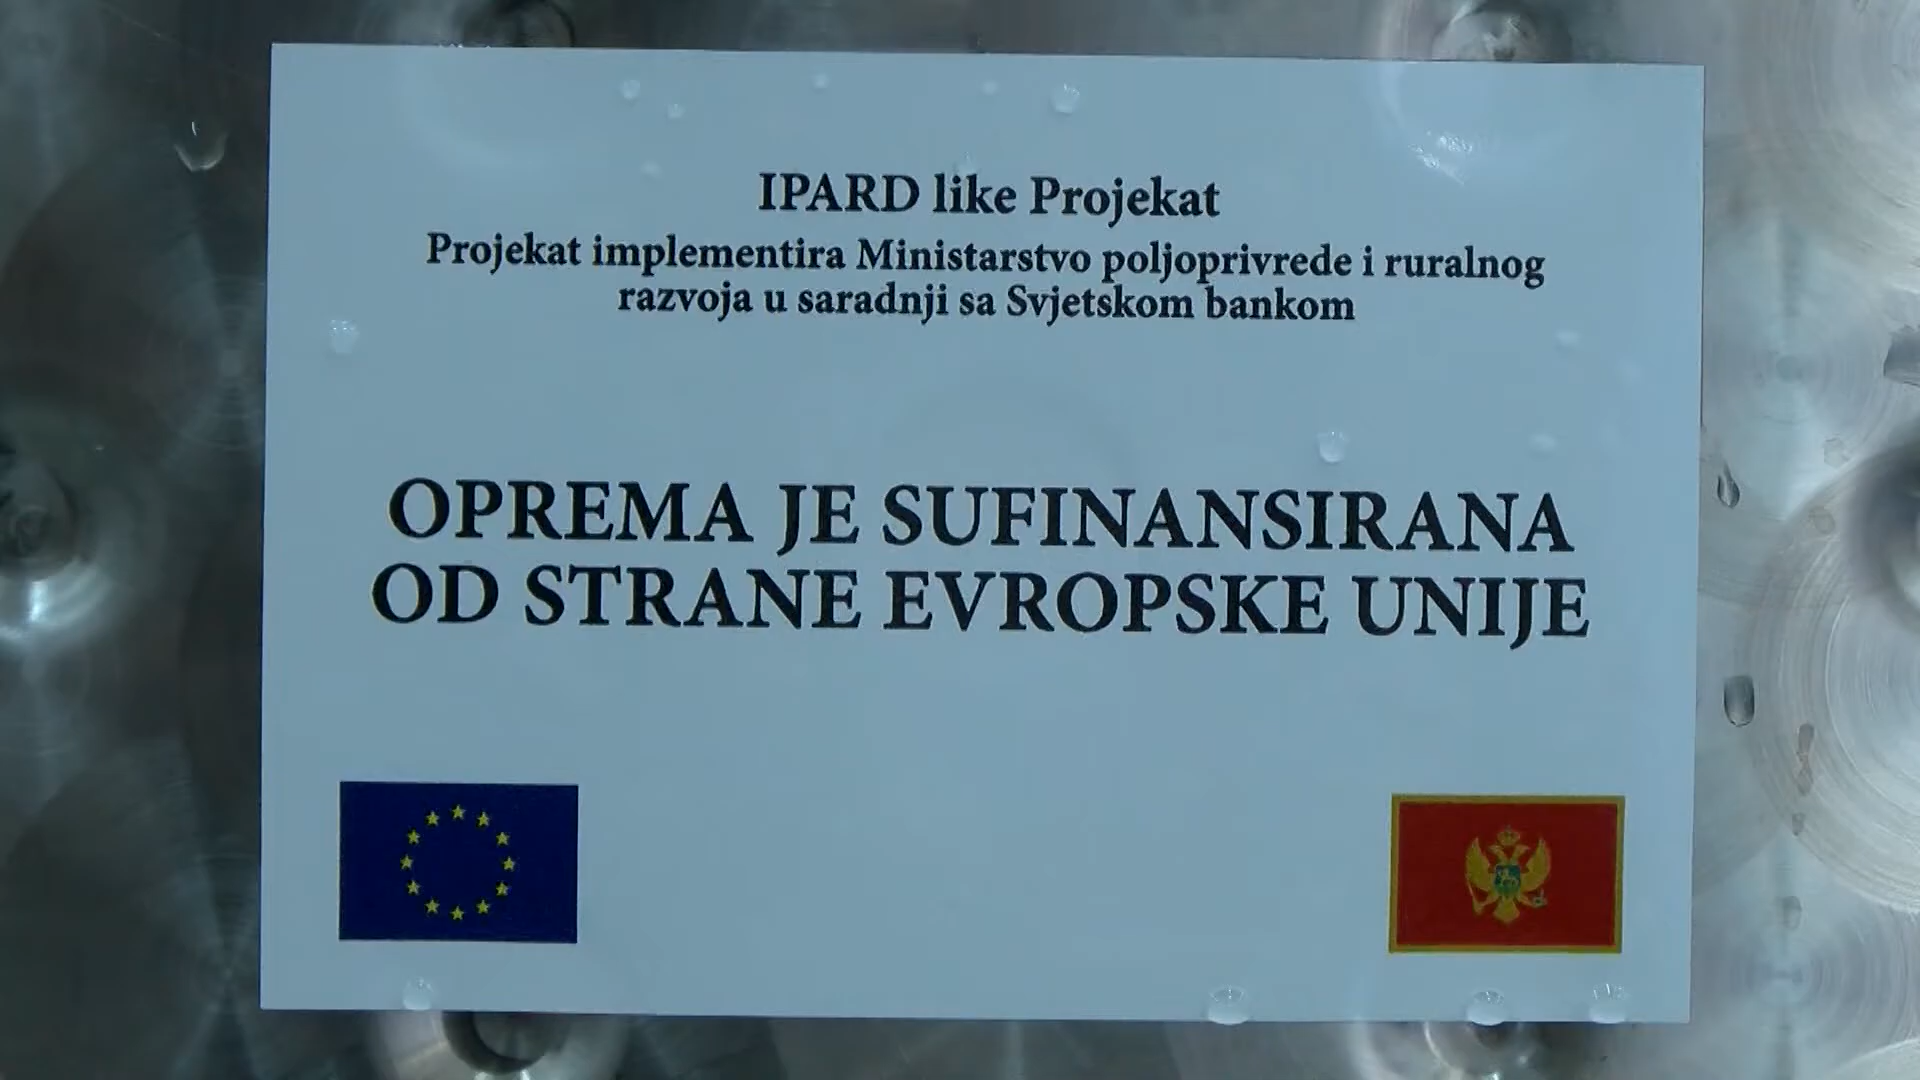 IPARD like Projekat
Projekat implementira Ministarstvo poljoprivrede i ruralnog
razvoja u saradnji sa Svjetskom bankom
OPREMA JE SUFINANSIRANA
OD STRANE EVROPSKE UNIJE